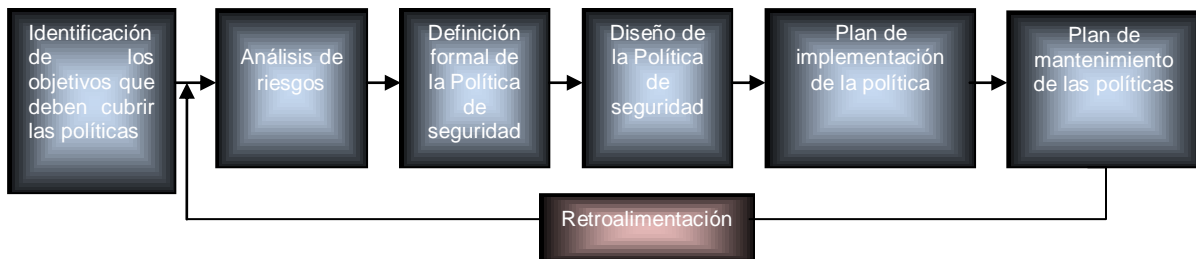 Identificación
de los
objetivos que
deben cubrir
las políticas
Análisis de
riesgos
Definición
formal de
la Política
de
seguridad
Diseño de
la Política
de
seguridad
Plan de
implementación
de la política
Plan de
mantenimiento
de las políticas
Retroalimentación